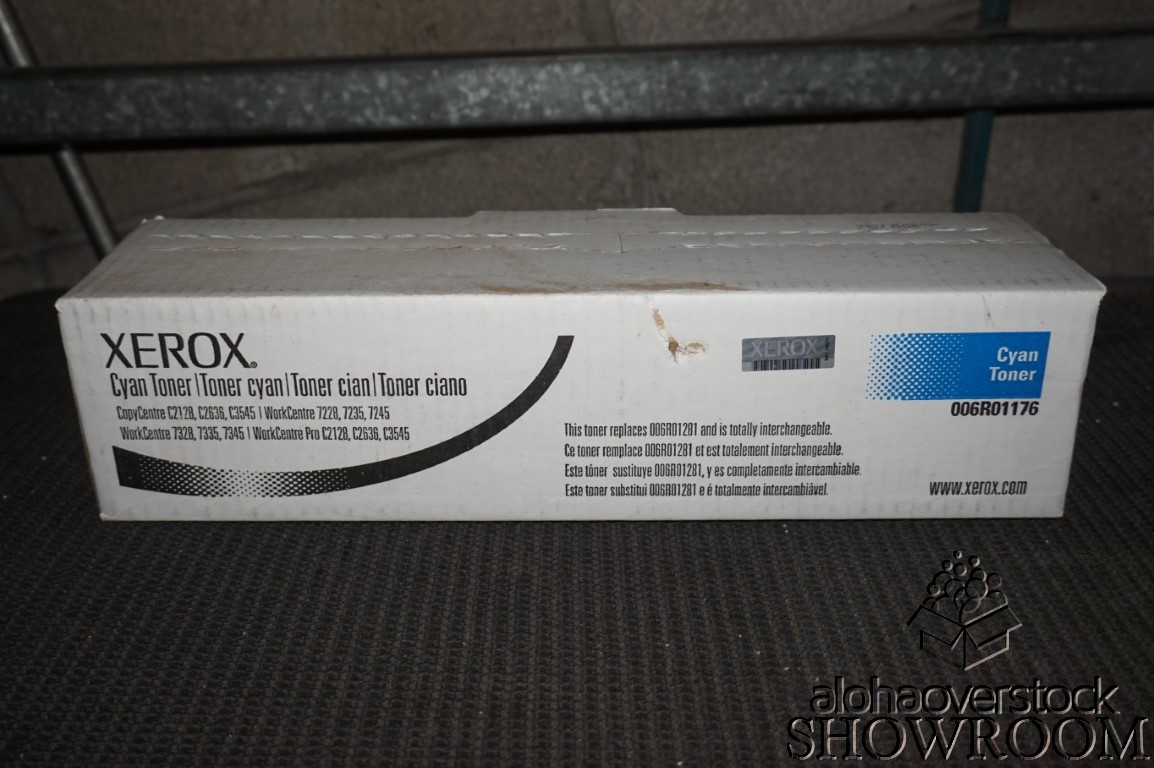 XEROX®
Cyan Toner | Toner cyan | Toner cian | Toner ciano
CopyCentre C2128, C2636, C3545 | WorkCentre 7228, 7235, 7245
WorkCentre 7328, 7335, 7345 | WorkCentre Pro C2128, C2636, C3545
This toner replaces 006R01281 and is totally interchangeable.
Ce toner remplace 006R01281 et est totalement interchangeable.
Este tóner sustituye 006R01281, y es completamente intercambiable.
Este toner substitui 006R01281 e é totalmente intercambiável.
XEROX
Cyan
Toner
006R01176
www.xerox.com
alohaoverstock
SHOWROOM